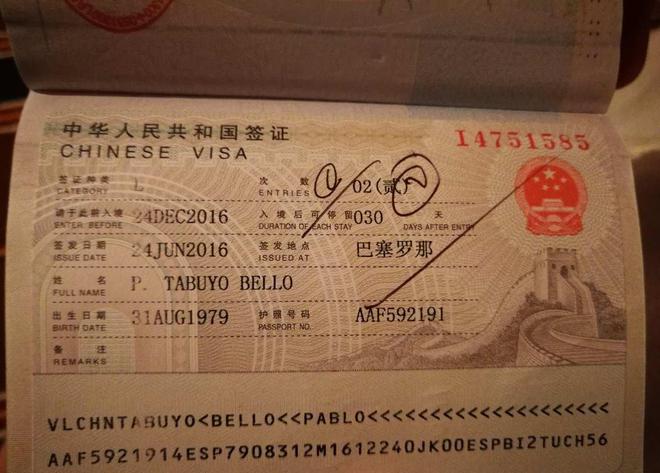 中华人民共和国签证
CHINESE VISA
I4751585
签证种类 CATEGORY L 次数 ENTRIES ① 02(贰) ②
请于此前入境 ENTER BEFORE 24DEC2016 入境后可停留 DURATION OF EACH STAY 030 天 DAYS AFTER ENTRY
签发日期 ISSUE DATE 24JUN2016 签发地点 ISSUED AT 巴塞罗那
姓名 FULL NAME P. TABUYO BELLO
出生日期 BIRTH DATE 31AUG1979 护照号码 PASSPORT NO. AAF592191
备注 REMARKS
VLCHNTABUYO<BELLO<<PABLO<<<<<<<<<<<<<<<<<<<<
AAF5921914ESP7908312M1612240JK00ESPBI2TUCH56